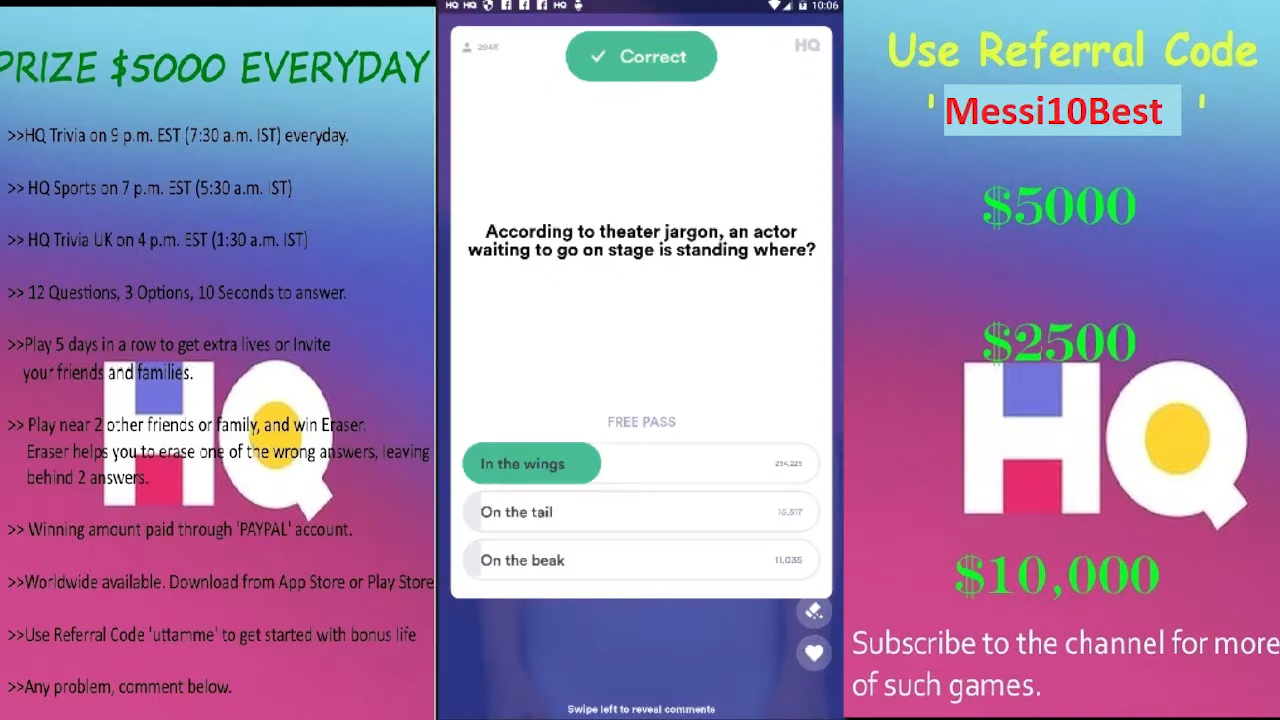 PRIZE $5000 EVERYDAY
>>HQ Trivia on 9 p.m. EST (7:30 a.m. IST) everyday.
>> HQ Sports on 7 p.m. EST (5:30 a.m. IST)
>> HQ Trivia UK on 4 p.m. EST (1:30 a.m. IST)
>> 12 Questions, 3 Options, 10 Seconds to answer.
>>Play 5 days in a row to get extra lives or Invite
your friends and families.
>> Play near 2 other friends or family, and win Eraser.
Eraser helps you to erase one of the wrong answers, leaving
behind 2 answers.
>> Winning amount paid through 'PAYPAL' account.
>>Worldwide available. Download from App Store or Play Store
>>Use Referral Code 'uttamme' to get started with bonus life
>>Any problem, comment below.
HQ
HQ HQ HQ 10:06
294K
Correct
HQ
According to theater jargon, an actor
waiting to go on stage is standing where?
FREE PASS
In the wings
On the tail
On the beak 11,035
Swipe left to reveal comments
Use Referral Code
' Messi10Best '
$5000
$2500
HQ
$10,000
Subscribe to the channel for more
of such games.